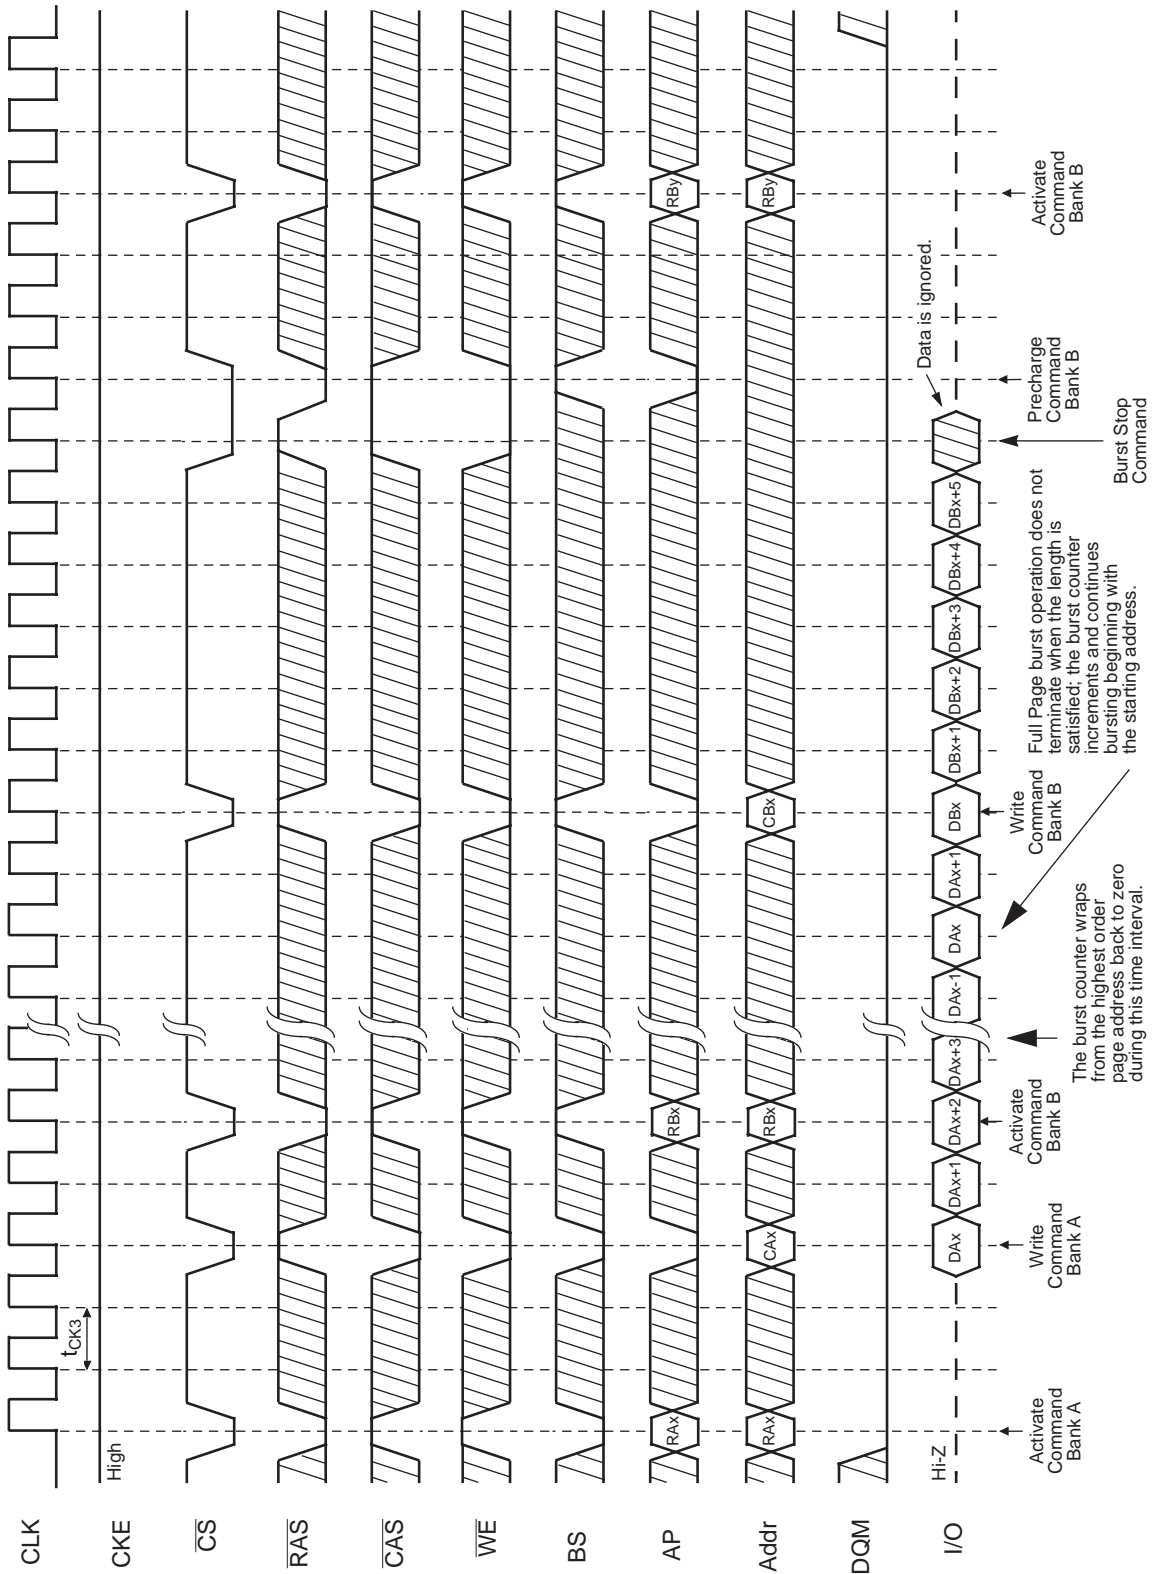 CLK
CKE
High
CS
RAS
CAS
WE
BS
AP
Addr
DQM
I/O
Hi-Z
tCK3
RAx
RBx
RBy
RAx
CAx
RBx
CBx
RBy
DAx
DAx+1
DAx+2
DAx+3
DAx-1
DAx
DAx+1
DBx
DBx+1
DBx+2
DBx+3
DBx+4
DBx+5
Data is ignored.
Activate
Command
Bank A
Write
Command
Bank A
Activate
Command
Bank B
The burst counter wraps
from the highest order
page address back to zero
during this time interval.
Write
Command
Bank B
Full Page burst operation does not
terminate when the length is
satisfied; the burst counter
increments and continues
bursting beginning with
the starting address.
Burst Stop
Command
Precharge
Command
Bank B
Activate
Command
Bank B